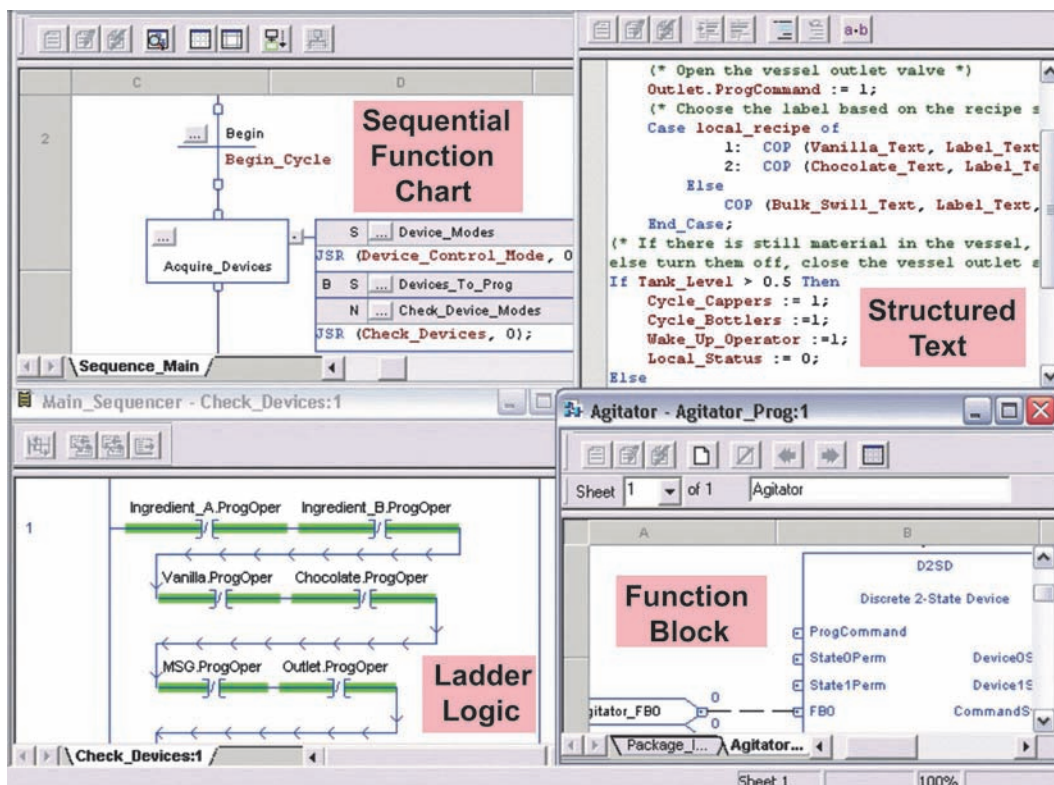 C D
2
Begin
Begin_Cycle
Sequential
Function
Chart
...
Acquire_Devices
S ... Device_Modes
JSR (Device_Control_Mode, 0
B S ... Devices_To_Prog
N ... Check_Device_Modes
JSR (Check_Devices, 0);
Sequence_Main
a•b
(* Open the vessel outlet valve *)
Outlet.ProgCommand := 1;
(* Choose the label based on the recipe s
Case local_recipe of
1: COP (Vanilla_Text, Label_Text
2: COP (Chocolate_Text, Label_Te
Else
COP (Bulk_Swill_Text, Label_Text,
End_Case;
(* If there is still material in the vessel,
else turn them off, close the vessel outlet a
If Tank_Level > 0.5 Then
Cycle_Cappers := 1;
Cycle_Bottlers :=1;
Wake_Up_Operator :=1;
Local_Status := 0;
Else
Structured
Text
Main_Sequencer - Check_Devices:1
1
Ingredient_A.ProgOper Ingredient_B.ProgOper
Vanilla.ProgOper Chocolate.ProgOper
MSG.ProgOper Outlet.ProgOper
Ladder
Logic
Check_Devices:1
Agitator - Agitator_Prog:1
Sheet 1 of 1 Agitator
A B
Function
Block
D2SD
Discrete 2-State Device
ProgCommand
State0Perm Device0S
State1Perm Device1S
FB0 CommandS
gitator_FB0
0
0
Package_I... Agitator...
Sheet 1 100%